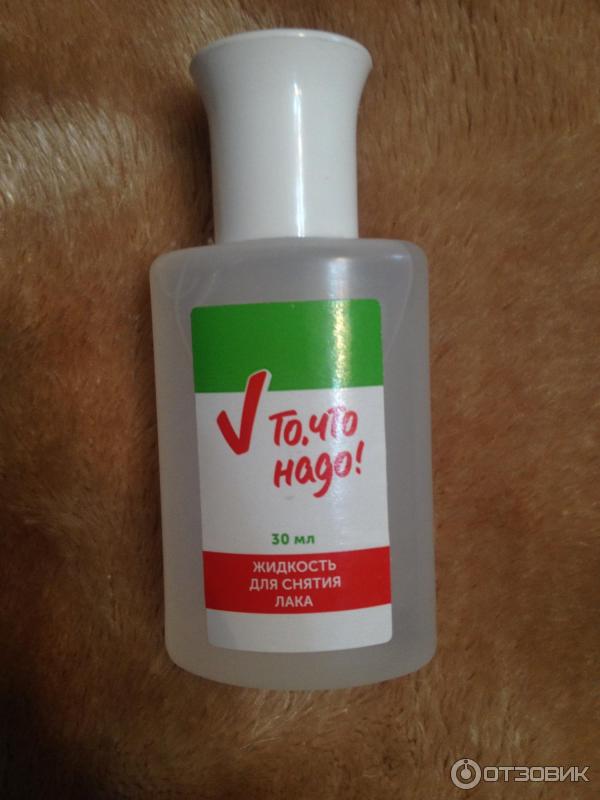 То, что
надо!
30 мл
ЖИДКОСТЬ
ДЛЯ СНЯТИЯ
ЛАКА
ОТЗОВИК